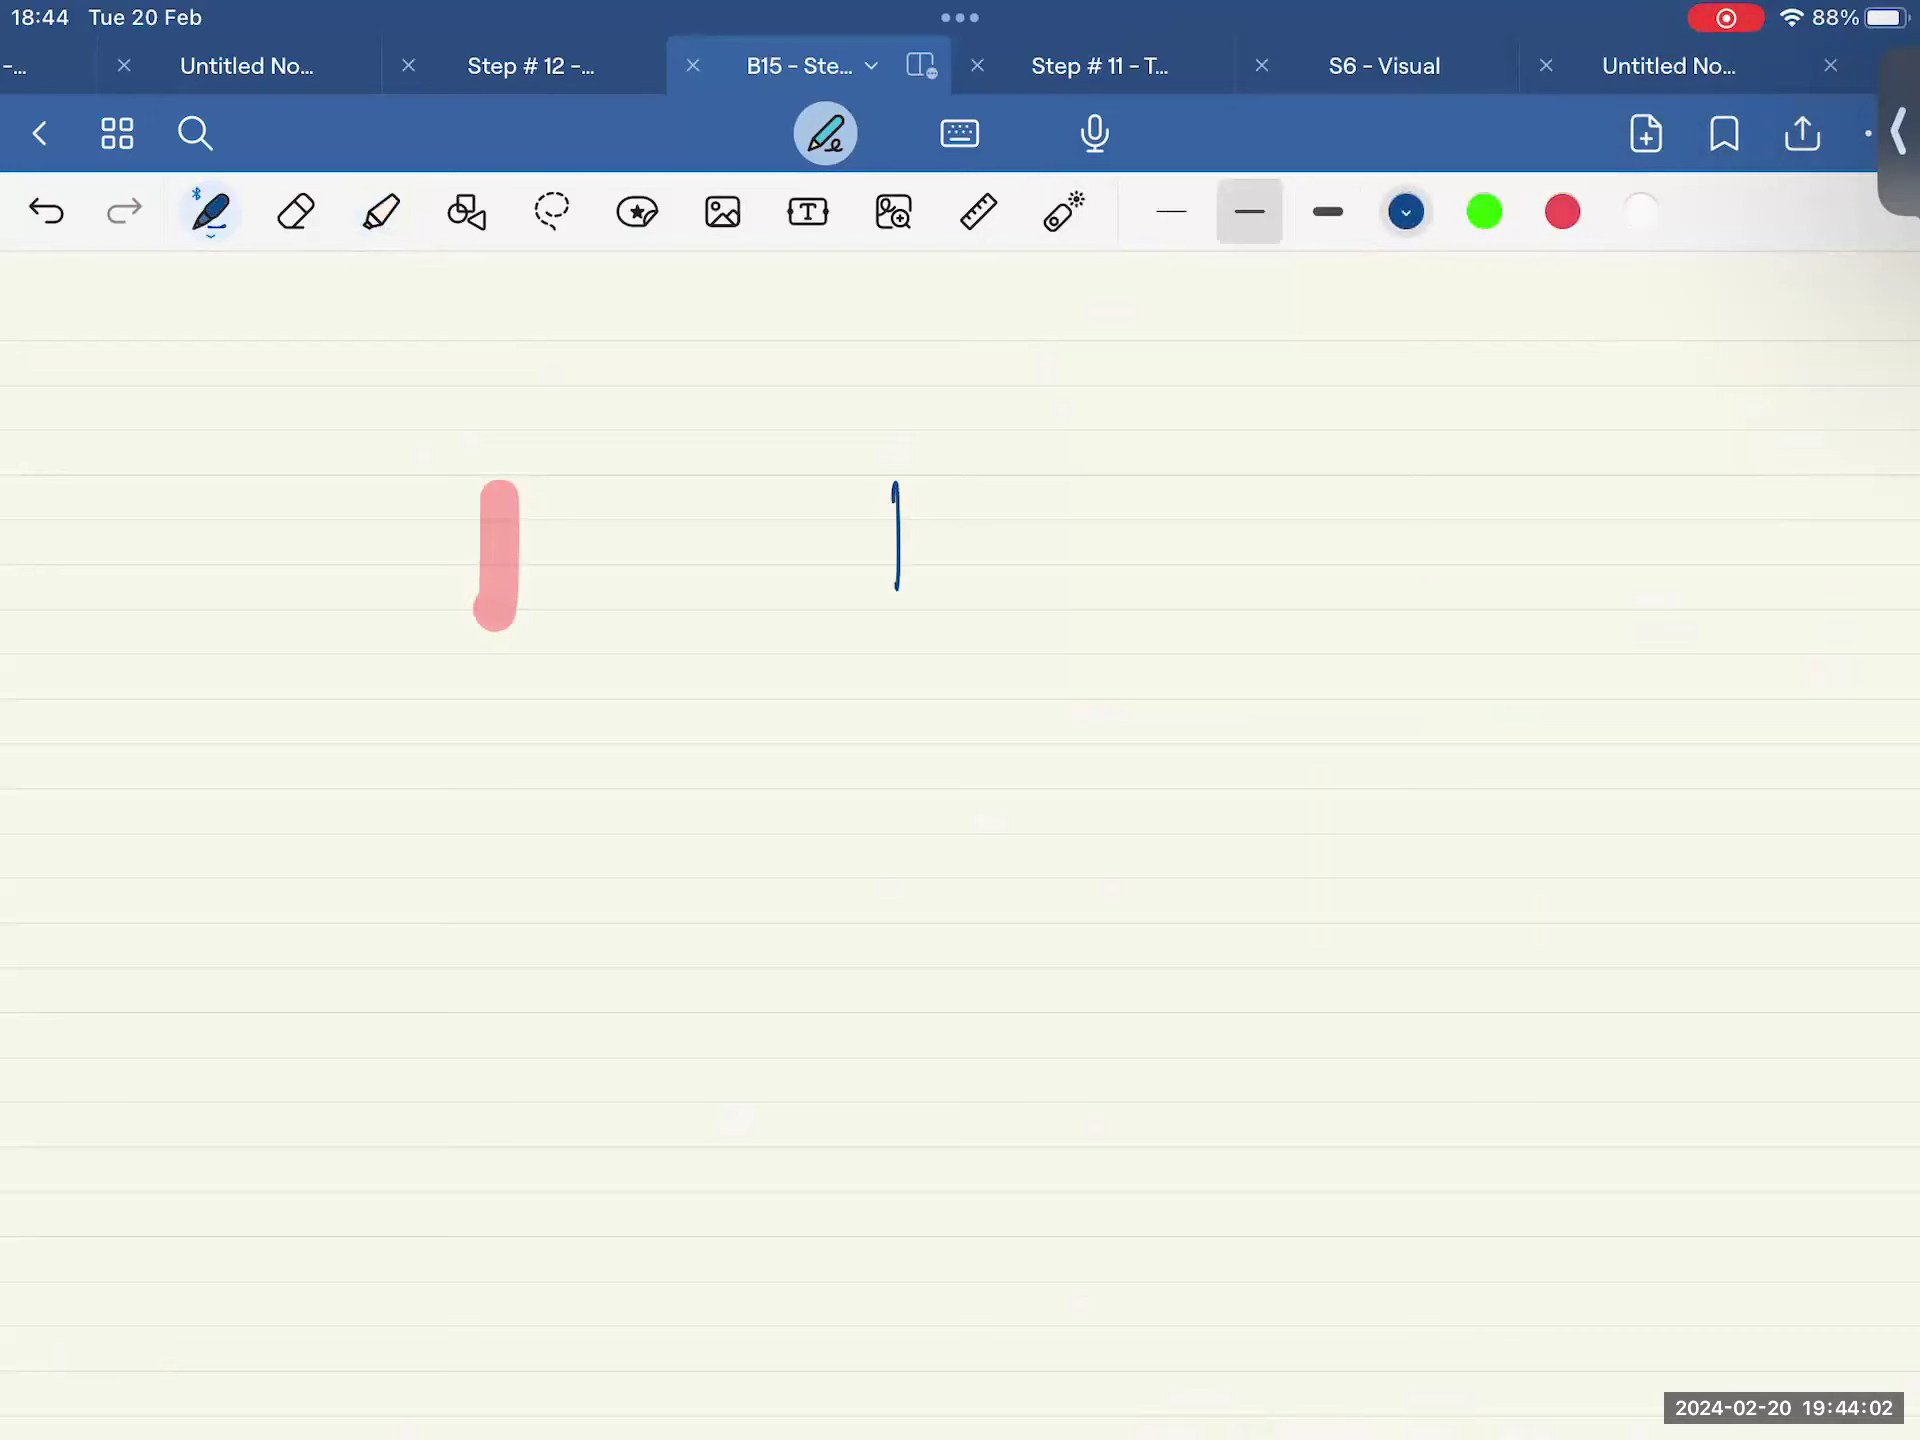 18:44 Tue 20 Feb 88%
-... Untitled No... Step # 12 -... B15 - Ste... Step # 11 - T... S6 - Visual Untitled No...
2024-02-20 19:44:02